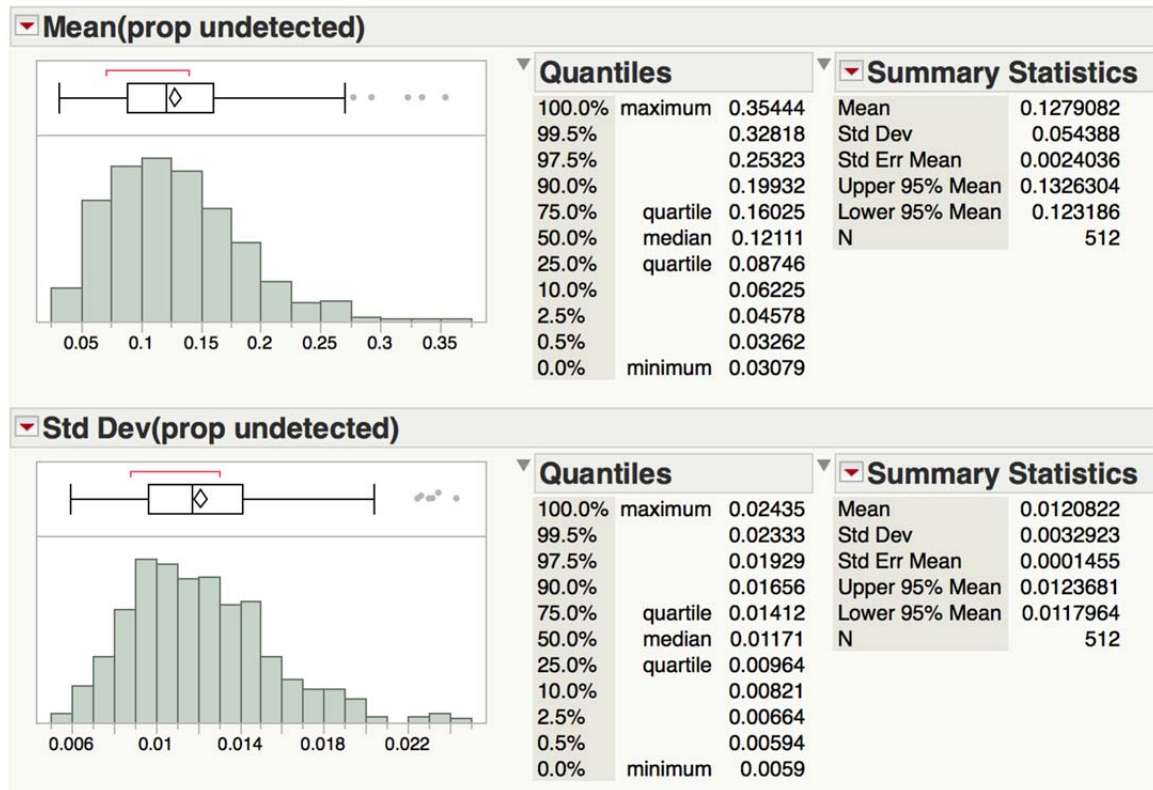 Mean(prop undetected)
0.05 0.1 0.15 0.2 0.25 0.3 0.35
Quantiles
100.0% maximum 0.35444
99.5% 0.32818
97.5% 0.25323
90.0% 0.19932
75.0% quartile 0.16025
50.0% median 0.12111
25.0% quartile 0.08746
10.0% 0.06225
2.5% 0.04578
0.5% 0.03262
0.0% minimum 0.03079
Summary Statistics
Mean 0.1279082
Std Dev 0.054388
Std Err Mean 0.0024036
Upper 95% Mean 0.1326304
Lower 95% Mean 0.123186
N 512
Std Dev(prop undetected)
0.006 0.01 0.014 0.018 0.022
Quantiles
100.0% maximum 0.02435
99.5% 0.02333
97.5% 0.01929
90.0% 0.01656
75.0% quartile 0.01412
50.0% median 0.01171
25.0% quartile 0.00964
10.0% 0.00821
2.5% 0.00664
0.5% 0.00594
0.0% minimum 0.0059
Summary Statistics
Mean 0.0120822
Std Dev 0.0032923
Std Err Mean 0.0001455
Upper 95% Mean 0.0123681
Lower 95% Mean 0.0117964
N 512